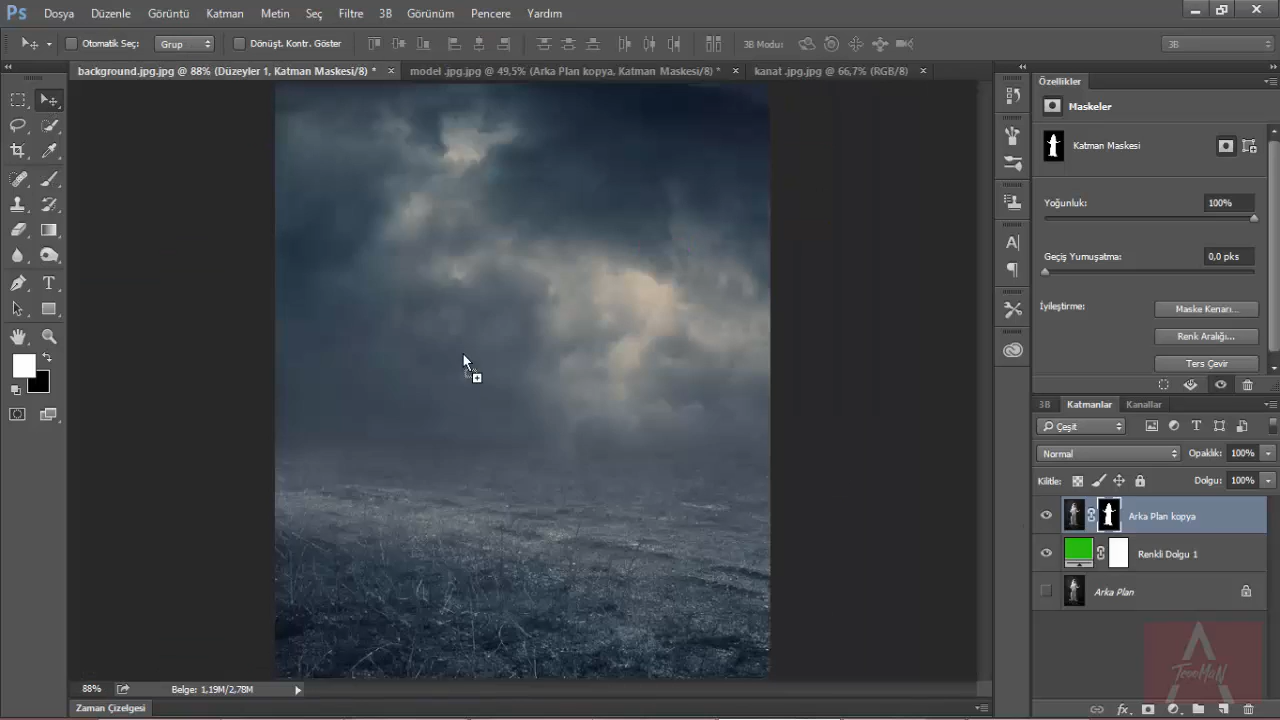 Ps Dosya Düzenle Görüntü Katman Metin Seç Filtre 3B Görünüm Pencere Yardım
Otomatik Seç: Grup Dönüşt. Kontr. Göster 3B Modu: 3B
background.jpg.jpg @ 88% (Düzeyler 1, Katman Maskesi/8) * × model .jpg.jpg @ 49,5% (Arka Plan kopya, Katman Maskesi/8) * × kanat .jpg.jpg @ 66,7% (RGB/8) ×
Özellikler
Maskeler
Katman Maskesi
Yoğunluk: 100%
Geçiş Yumuşatma: 0,0 pks
İyileştirme: Maske Kenarı...
Renk Aralığı...
Ters Çevir
3B Katmanlar Kanallar
Çeşit
Normal Opaklık: 100%
Kilitle: Dolgu: 100%
Arka Plan kopya
Renkli Dolgu 1
Arka Plan
TreeMoN
88% Belge: 1,19M/2,78M
Zaman Çizelgesi